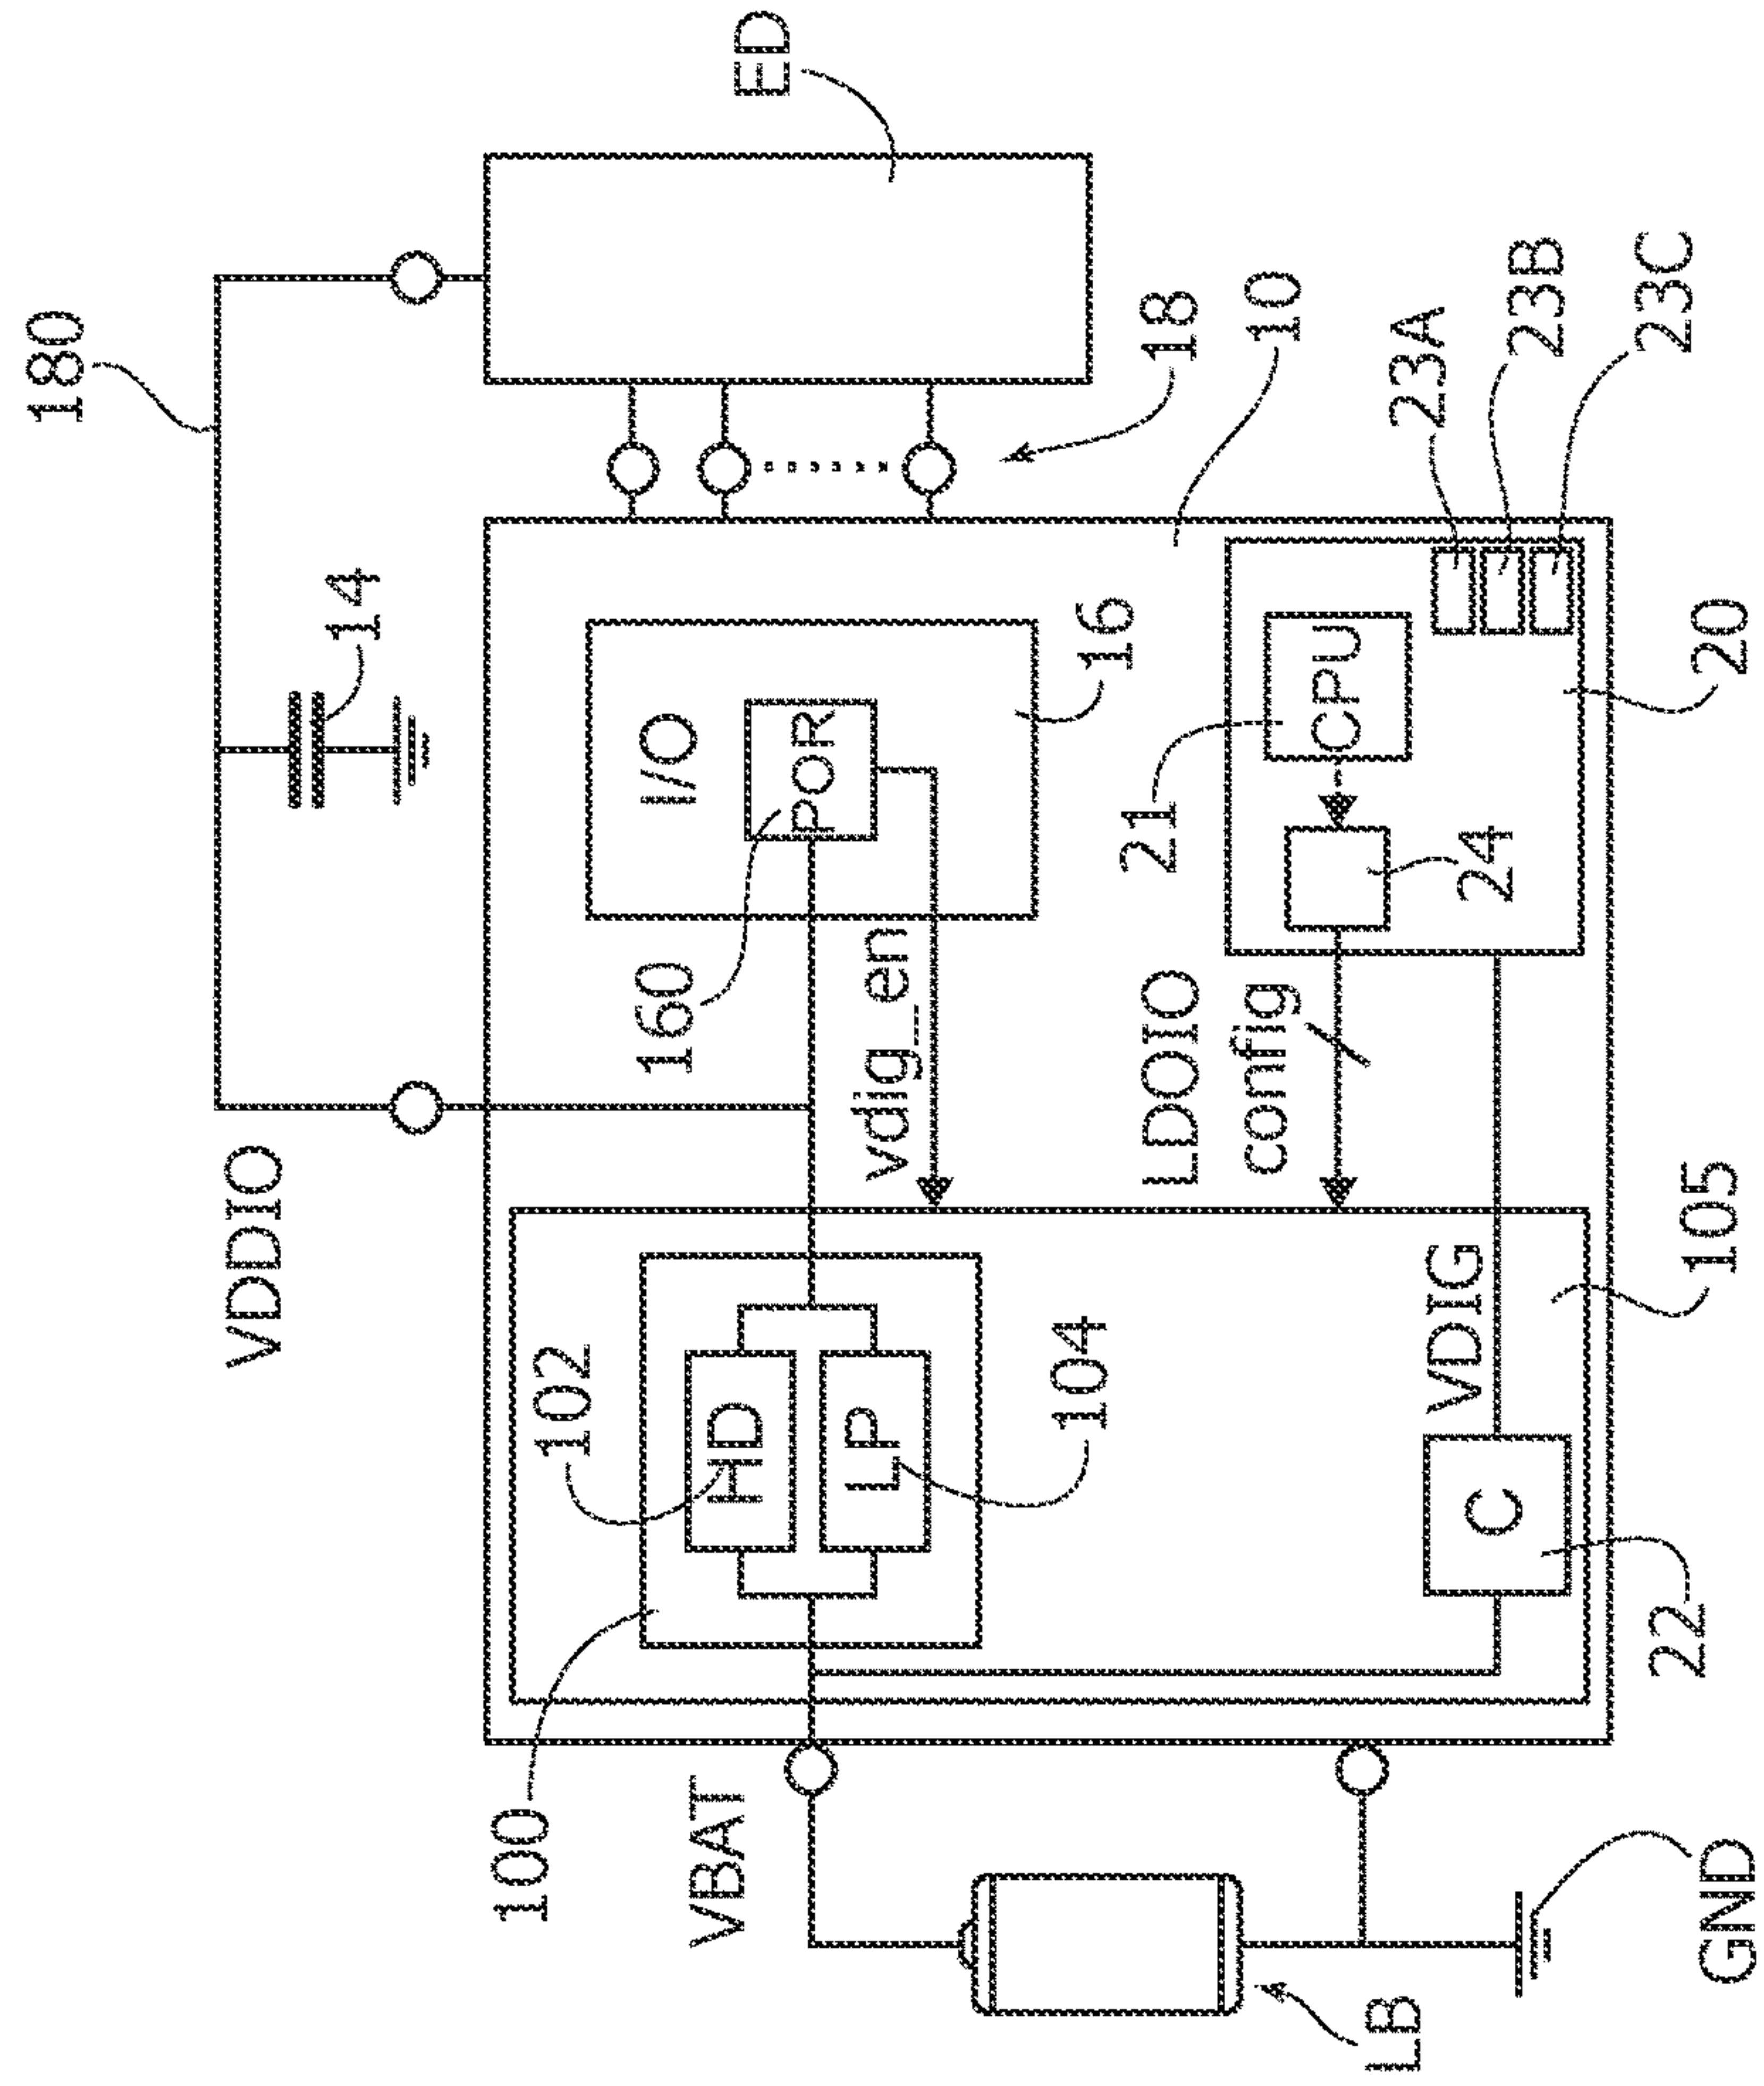 180
VDDIO
14
ED
100
102
HD
LP
104
160
I/O
POR
16
vdig_en
18
10
VBAT
LDOIO
config
21
CPU
24
23A
23B
23C
20
VDIG
C
22
105
LB
GND